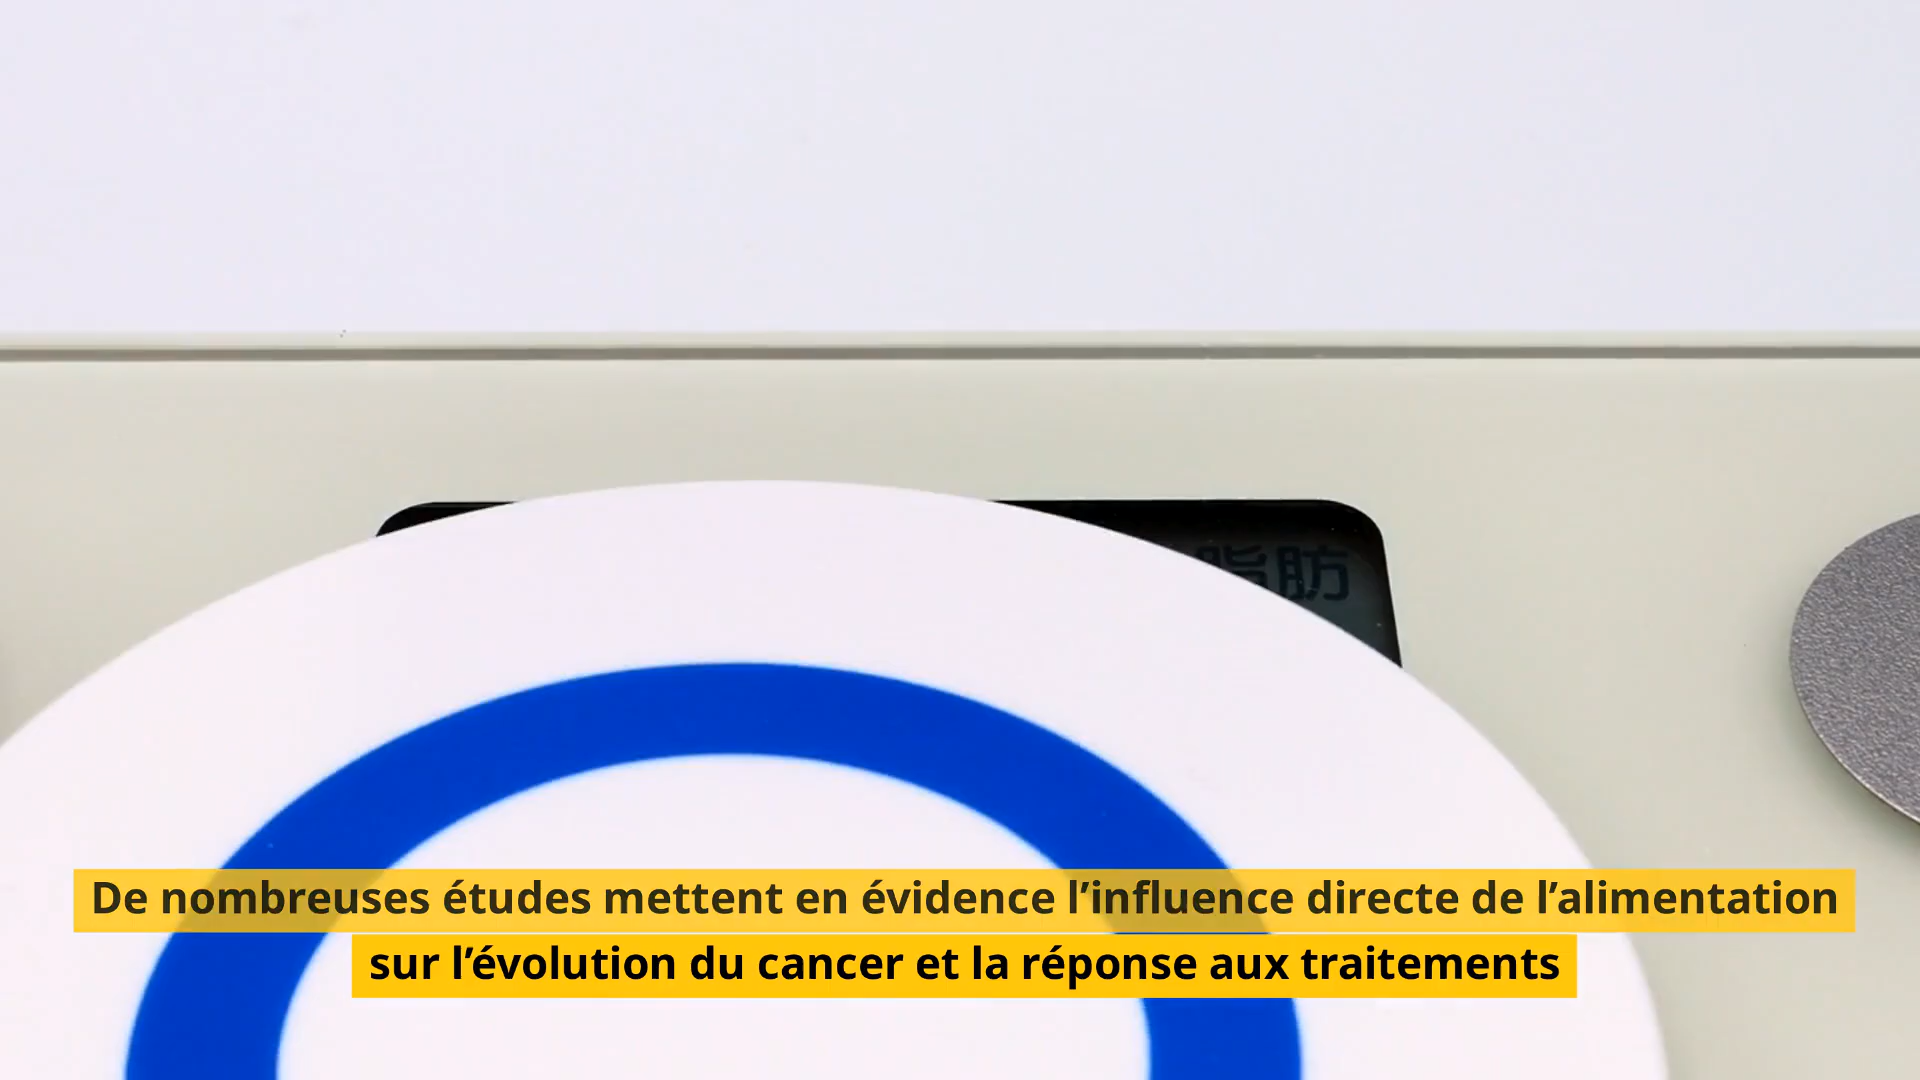 脂肪
De nombreuses études mettent en évidence l’influence directe de l’alimentation
sur l’évolution du cancer et la réponse aux traitements